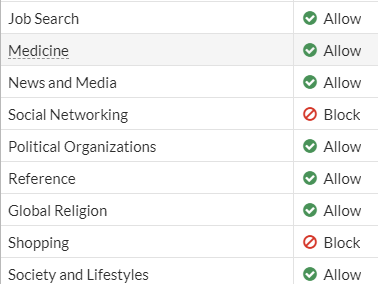 Job Search Allow
Medicine Allow
News and Media Allow
Social Networking Block
Political Organizations Allow
Reference Allow
Global Religion Allow
Shopping Block
Society and Lifestyles Allow